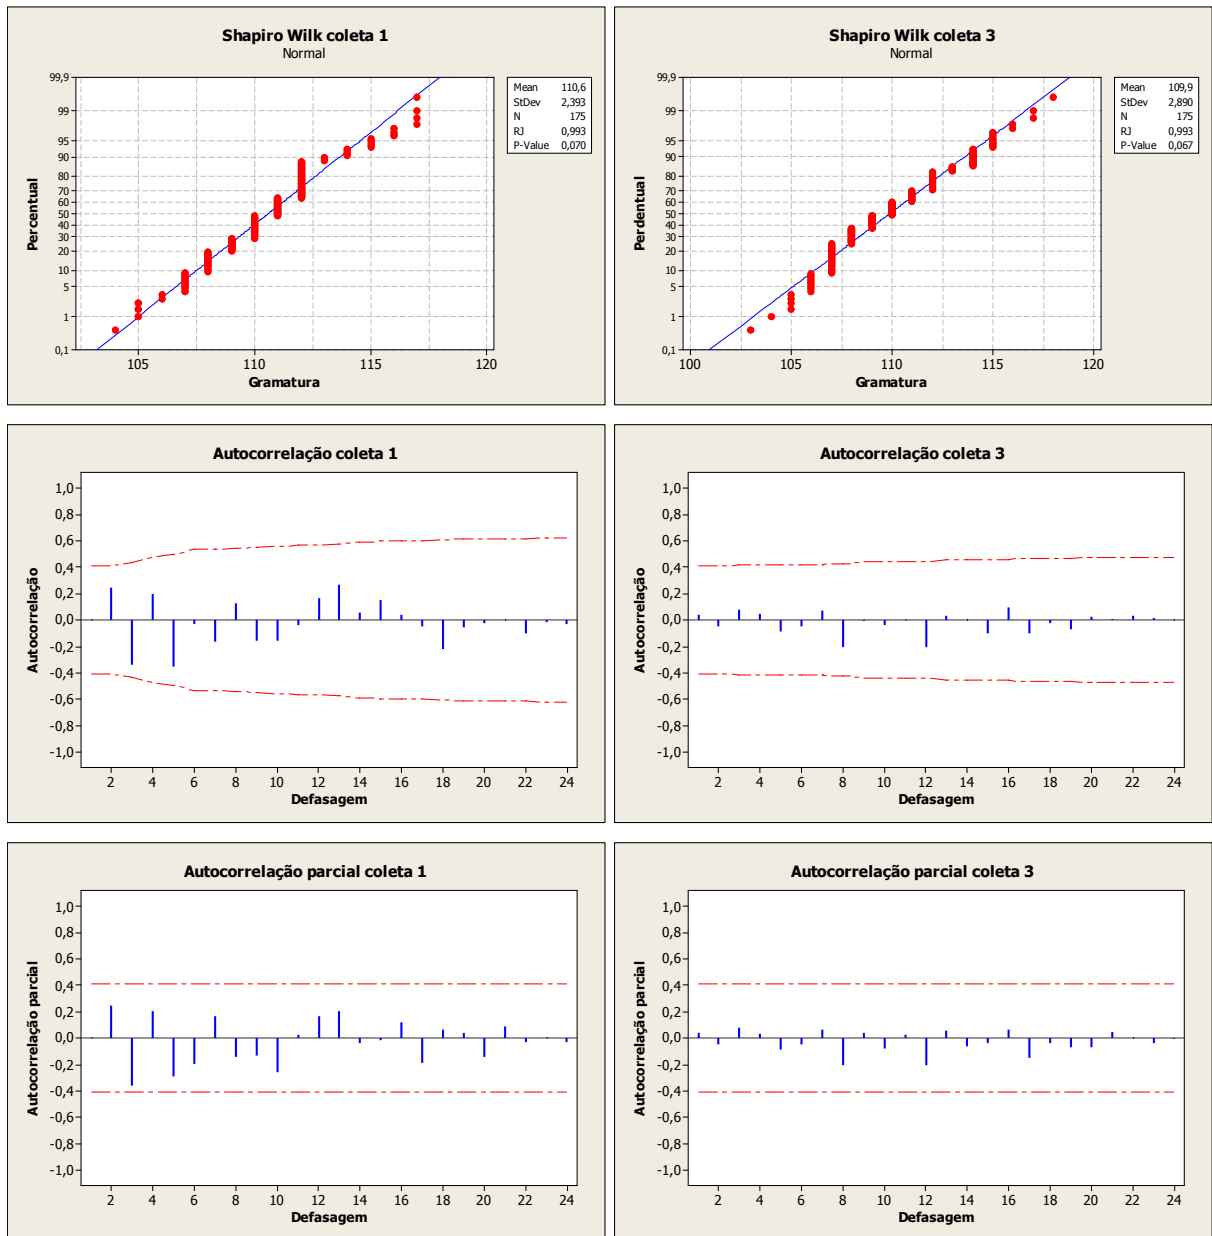 Shapiro Wilk coleta 1
Normal
99,9
99
95
90
80
70
60
50
40
30
20
10
5
1
0,1
Percentual
105 110 115 120
Gramatura
Mean 110,6
StDev 2,393
N 175
RJ 0,993
P-Value 0,070
Shapiro Wilk coleta 3
Normal
99,9
99
95
90
80
70
60
50
40
30
20
10
5
1
0,1
Perdentual
100 105 110 115 120
Gramatura
Mean 109,9
StDev 2,890
N 175
RJ 0,993
P-Value 0,067
Autocorrelação coleta 1
1,0
0,8
0,6
0,4
0,2
0,0
-0,2
-0,4
-0,6
-0,8
-1,0
Autocorrelação
2 4 6 8 10 12 14 16 18 20 22 24
Defasagem
Autocorrelação coleta 3
1,0
0,8
0,6
0,4
0,2
0,0
-0,2
-0,4
-0,6
-0,8
-1,0
Autocorrelação
2 4 6 8 10 12 14 16 18 20 22 24
Defasagem
Autocorrelação parcial coleta 1
1,0
0,8
0,6
0,4
0,2
0,0
-0,2
-0,4
-0,6
-0,8
-1,0
Autocorrelação parcial
2 4 6 8 10 12 14 16 18 20 22 24
Defasagem
Autocorrelação parcial coleta 3
1,0
0,8
0,6
0,4
0,2
0,0
-0,2
-0,4
-0,6
-0,8
-1,0
Autocorrelação parcial
2 4 6 8 10 12 14 16 18 20 22 24
Defasagem